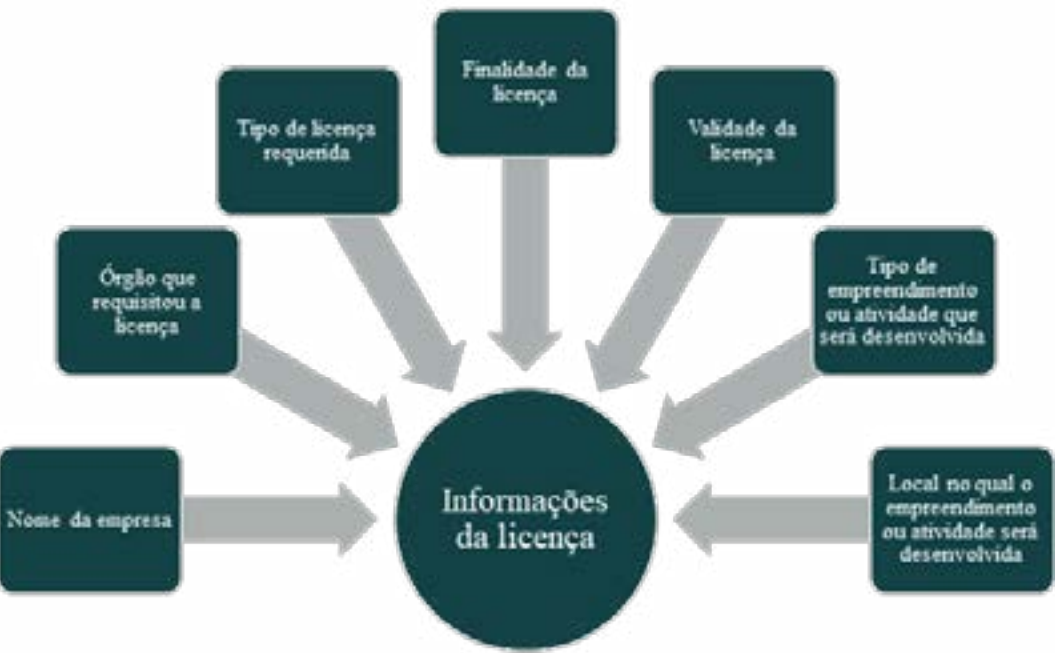 Finalidade da
licença
Tipo de licença
requerida
Validade da
licença
Órgão que
requisitou a
licença
Tipo de
empreendimento
ou atividade que
será desenvolvida
Nome da empresa
Informações
da licença
Local no qual o
empreendimento
ou atividade será
desenvolvida